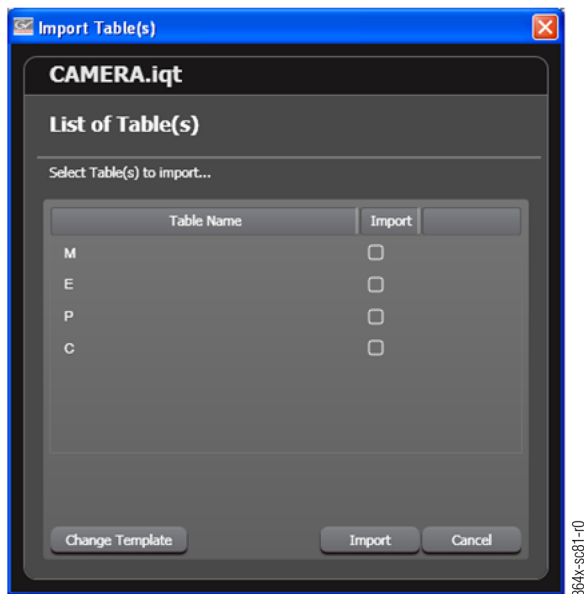 Import Table(s)
CAMERA.iqt
List of Table(s)
Select Table(s) to import...
Table Name Import
M
E
P
C
Change Template Import Cancel
364x-sc81-r0